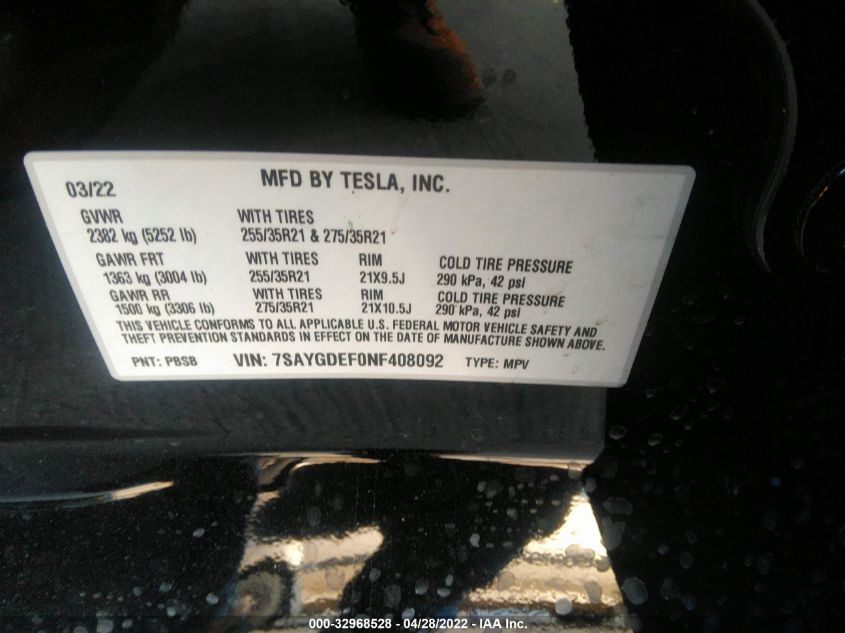 03/22 MFD BY TESLA, INC.
GVWR WITH TIRES
2382 kg (5252 lb) 255/35R21 & 275/35R21
GAWR FRT WITH TIRES RIM COLD TIRE PRESSURE
1363 kg (3004 lb) 255/35R21 21X9.5J 290 kPa, 42 psi
GAWR RR WITH TIRES RIM COLD TIRE PRESSURE
1500 kg (3306 lb) 275/35R21 21X10.5J 290 kPa, 42 psi
THIS VEHICLE CONFORMS TO ALL APPLICABLE U.S. FEDERAL MOTOR VEHICLE SAFETY AND
THEFT PREVENTION STANDARDS IN EFFECT ON THE DATE OF MANUFACTURE SHOWN ABOVE.
PNT: PBSB VIN: 7SAYGDEF0NF408092 TYPE: MPV
000-32968528 - 04/28/2022 - IAA Inc.